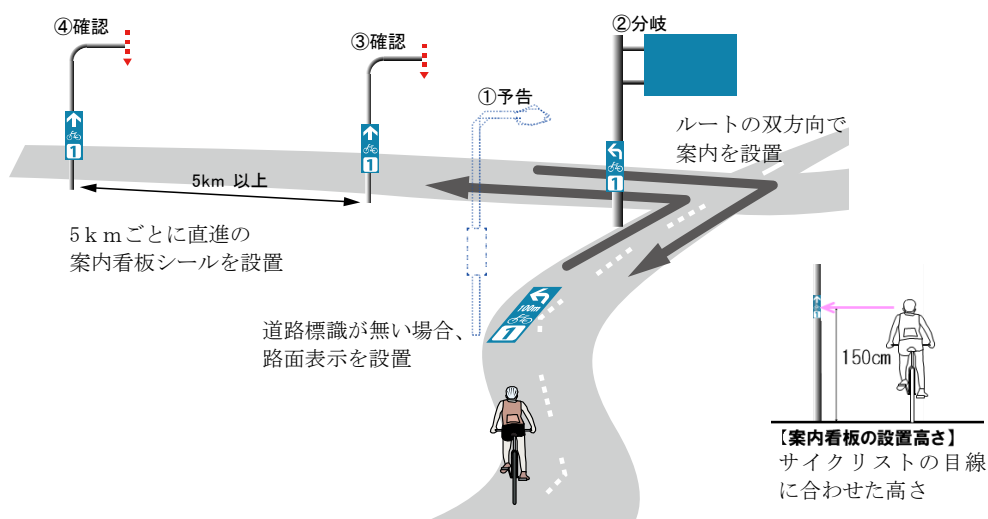 ④確認
③確認
②分岐
①予告
ルートの双方向で
案内を設置
1
1
1
5km 以上
5ｋｍごとに直進の
案内看板シールを設置
100m
1
道路標識が無い場合、
路面表示を設置
1
150cm
【案内看板の設置高さ】
サイクリストの目線
に合わせた高さ